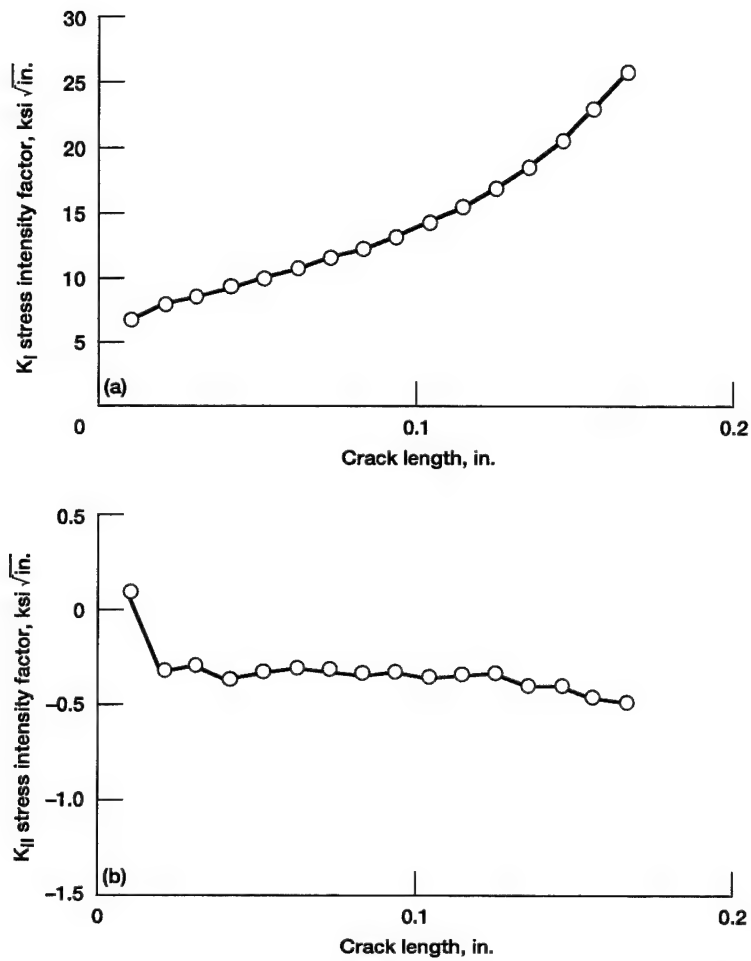 30
25
20
15
10
5
0
K_I stress intensity factor, ksi √in.
(a)
0.1
0.2
Crack length, in.
0.5
0
–0.5
–1.0
–1.5
K_II stress intensity factor, ksi √in.
(b)
0
0.1
0.2
Crack length, in.